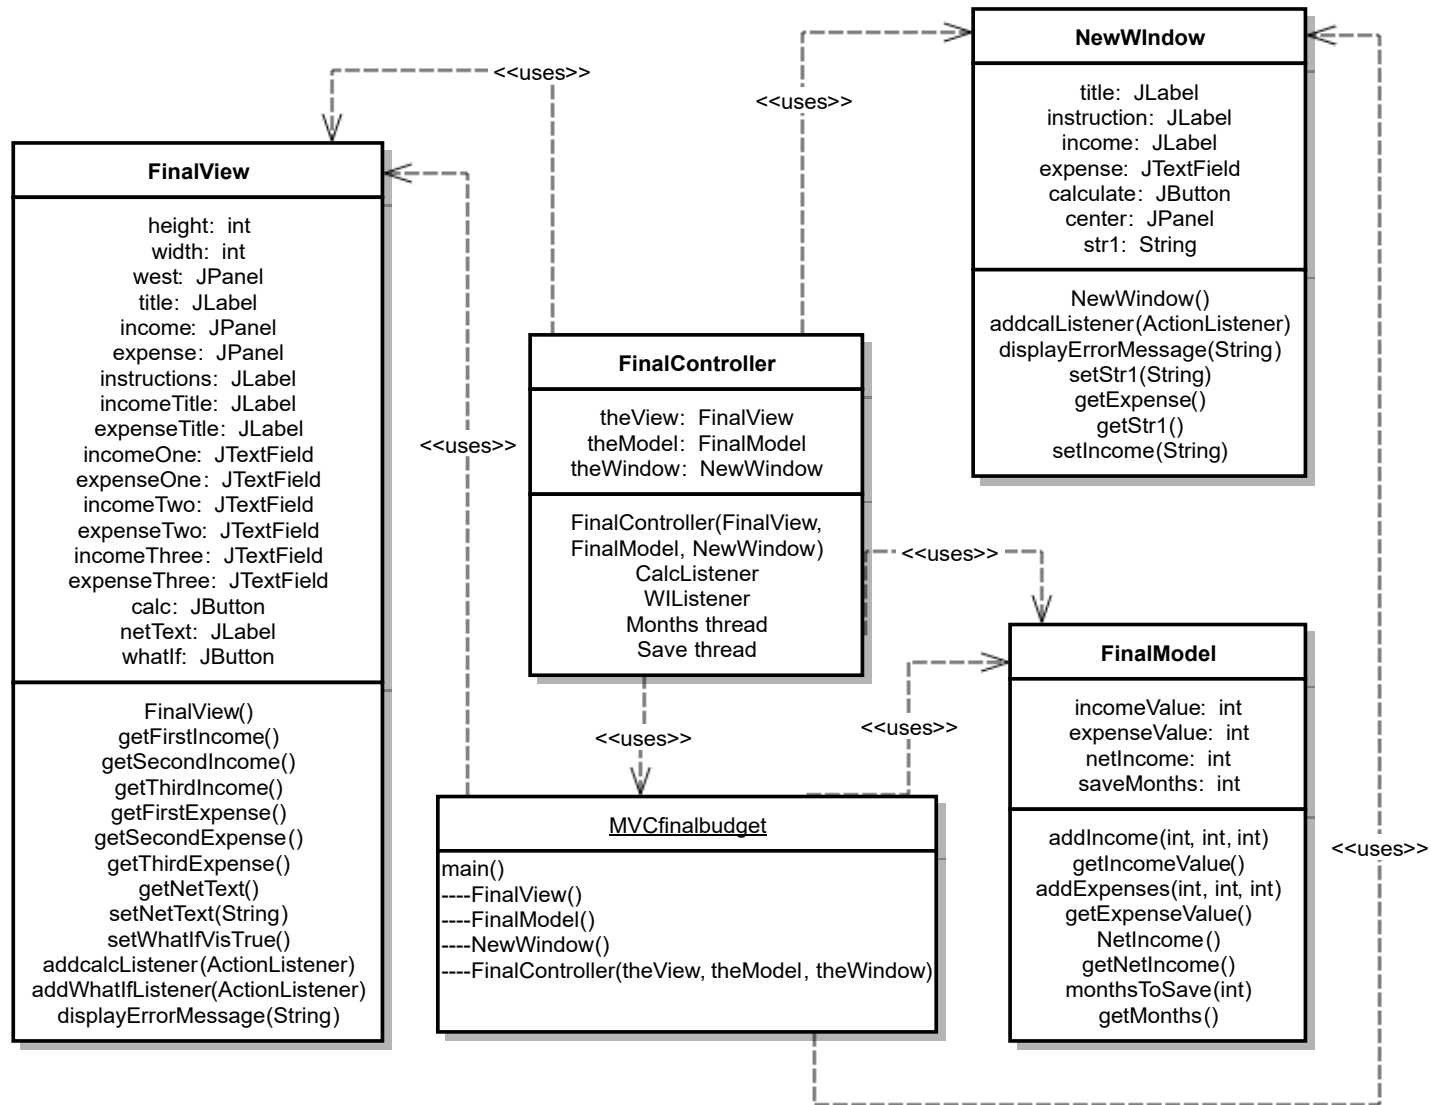 <<uses>>
<<uses>>
NewWIndow
title: JLabel
instruction: JLabel
income: JLabel
expense: JTextField
calculate: JButton
center: JPanel
str1: String
NewWindow()
addcalListener(ActionListener)
displayErrorMessage(String)
setStr1(String)
getExpense()
getStr1()
setIncome(String)
FinalView
height: int
width: int
west: JPanel
title: JLabel
income: JPanel
expense: JPanel
instructions: JLabel
incomeTitle: JLabel
expenseTitle: JLabel
incomeOne: JTextField
expenseOne: JTextField
incomeTwo: JTextField
expenseTwo: JTextField
incomeThree: JTextField
expenseThree: JTextField
calc: JButton
netText: JLabel
whatIf: JButton
FinalView()
getFirstIncome()
getSecondIncome()
getThirdIncome()
getFirstExpense()
getSecondExpense()
getThirdExpense()
getNetText()
setNetText(String)
setWhatIfVisTrue()
addcalcListener(ActionListener)
addWhatIfListener(ActionListener)
displayErrorMessage(String)
<<uses>>
FinalController
theView: FinalView
theModel: FinalModel
theWindow: NewWindow
FinalController(FinalView,
FinalModel, NewWindow)
CalcListener
WIListener
Months thread
Save thread
<<uses>>
<<uses>>
<<uses>>
FinalModel
incomeValue: int
expenseValue: int
netIncome: int
saveMonths: int
addIncome(int, int, int)
getIncomeValue()
addExpenses(int, int, int)
getExpenseValue()
NetIncome()
getNetIncome()
monthsToSave(int)
getMonths()
<<uses>>
MVCfinalbudget
main()
----FinalView()
----FinalModel()
----NewWindow()
----FinalController(theView, theModel, theWindow)